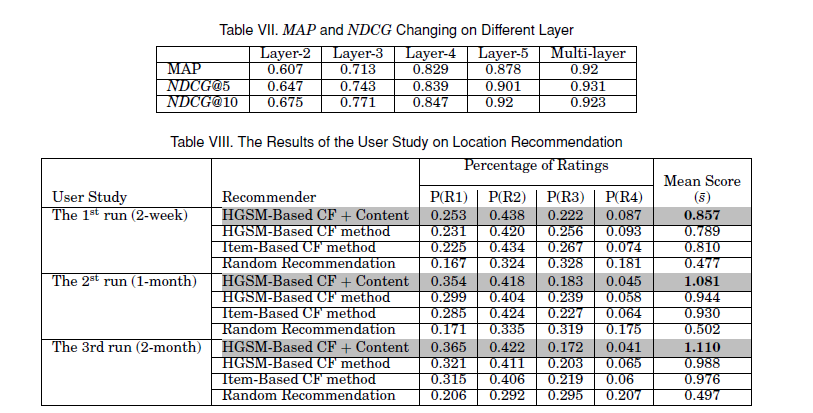 Table VII. MAP and NDCG Changing on Different Layer
Layer-2 Layer-3 Layer-4 Layer-5 Multi-layer
MAP 0.607 0.713 0.829 0.878 0.92
NDCG@5 0.647 0.743 0.839 0.901 0.931
NDCG@10 0.675 0.771 0.847 0.92 0.923
Table VIII. The Results of the User Study on Location Recommendation
Percentage of Ratings
Mean Score
User Study Recommender P(R1) P(R2) P(R3) P(R4) (s̄)
The 1st run (2-week) HGSM-Based CF + Content 0.253 0.438 0.222 0.087 0.857
HGSM-Based CF method 0.231 0.420 0.256 0.093 0.789
Item-Based CF method 0.225 0.434 0.267 0.074 0.810
Random Recommendation 0.167 0.324 0.328 0.181 0.477
The 2st run (1-month) HGSM-Based CF + Content 0.354 0.418 0.183 0.045 1.081
HGSM-Based CF method 0.299 0.404 0.239 0.058 0.944
Item-Based CF method 0.285 0.424 0.227 0.064 0.930
Random Recommendation 0.171 0.335 0.319 0.175 0.502
The 3rd run (2-month) HGSM-Based CF + Content 0.365 0.422 0.172 0.041 1.110
HGSM-Based CF method 0.321 0.411 0.203 0.065 0.988
Item-Based CF method 0.315 0.406 0.219 0.06 0.976
Random Recommendation 0.206 0.292 0.295 0.207 0.497